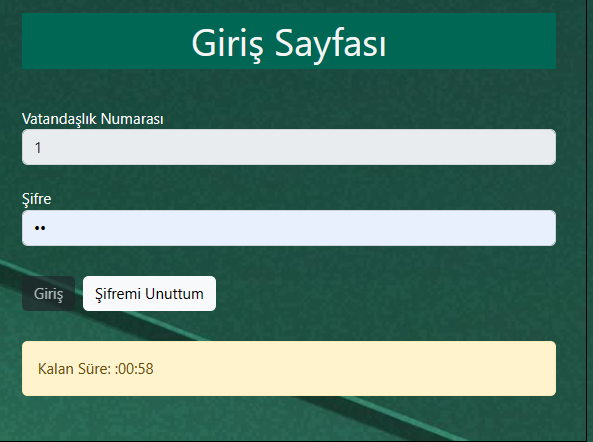 Giriş Sayfası
Vatandaşlık Numarası
1
Şifre
••
Giriş
Şifremi Unuttum
Kalan Süre: :00:58